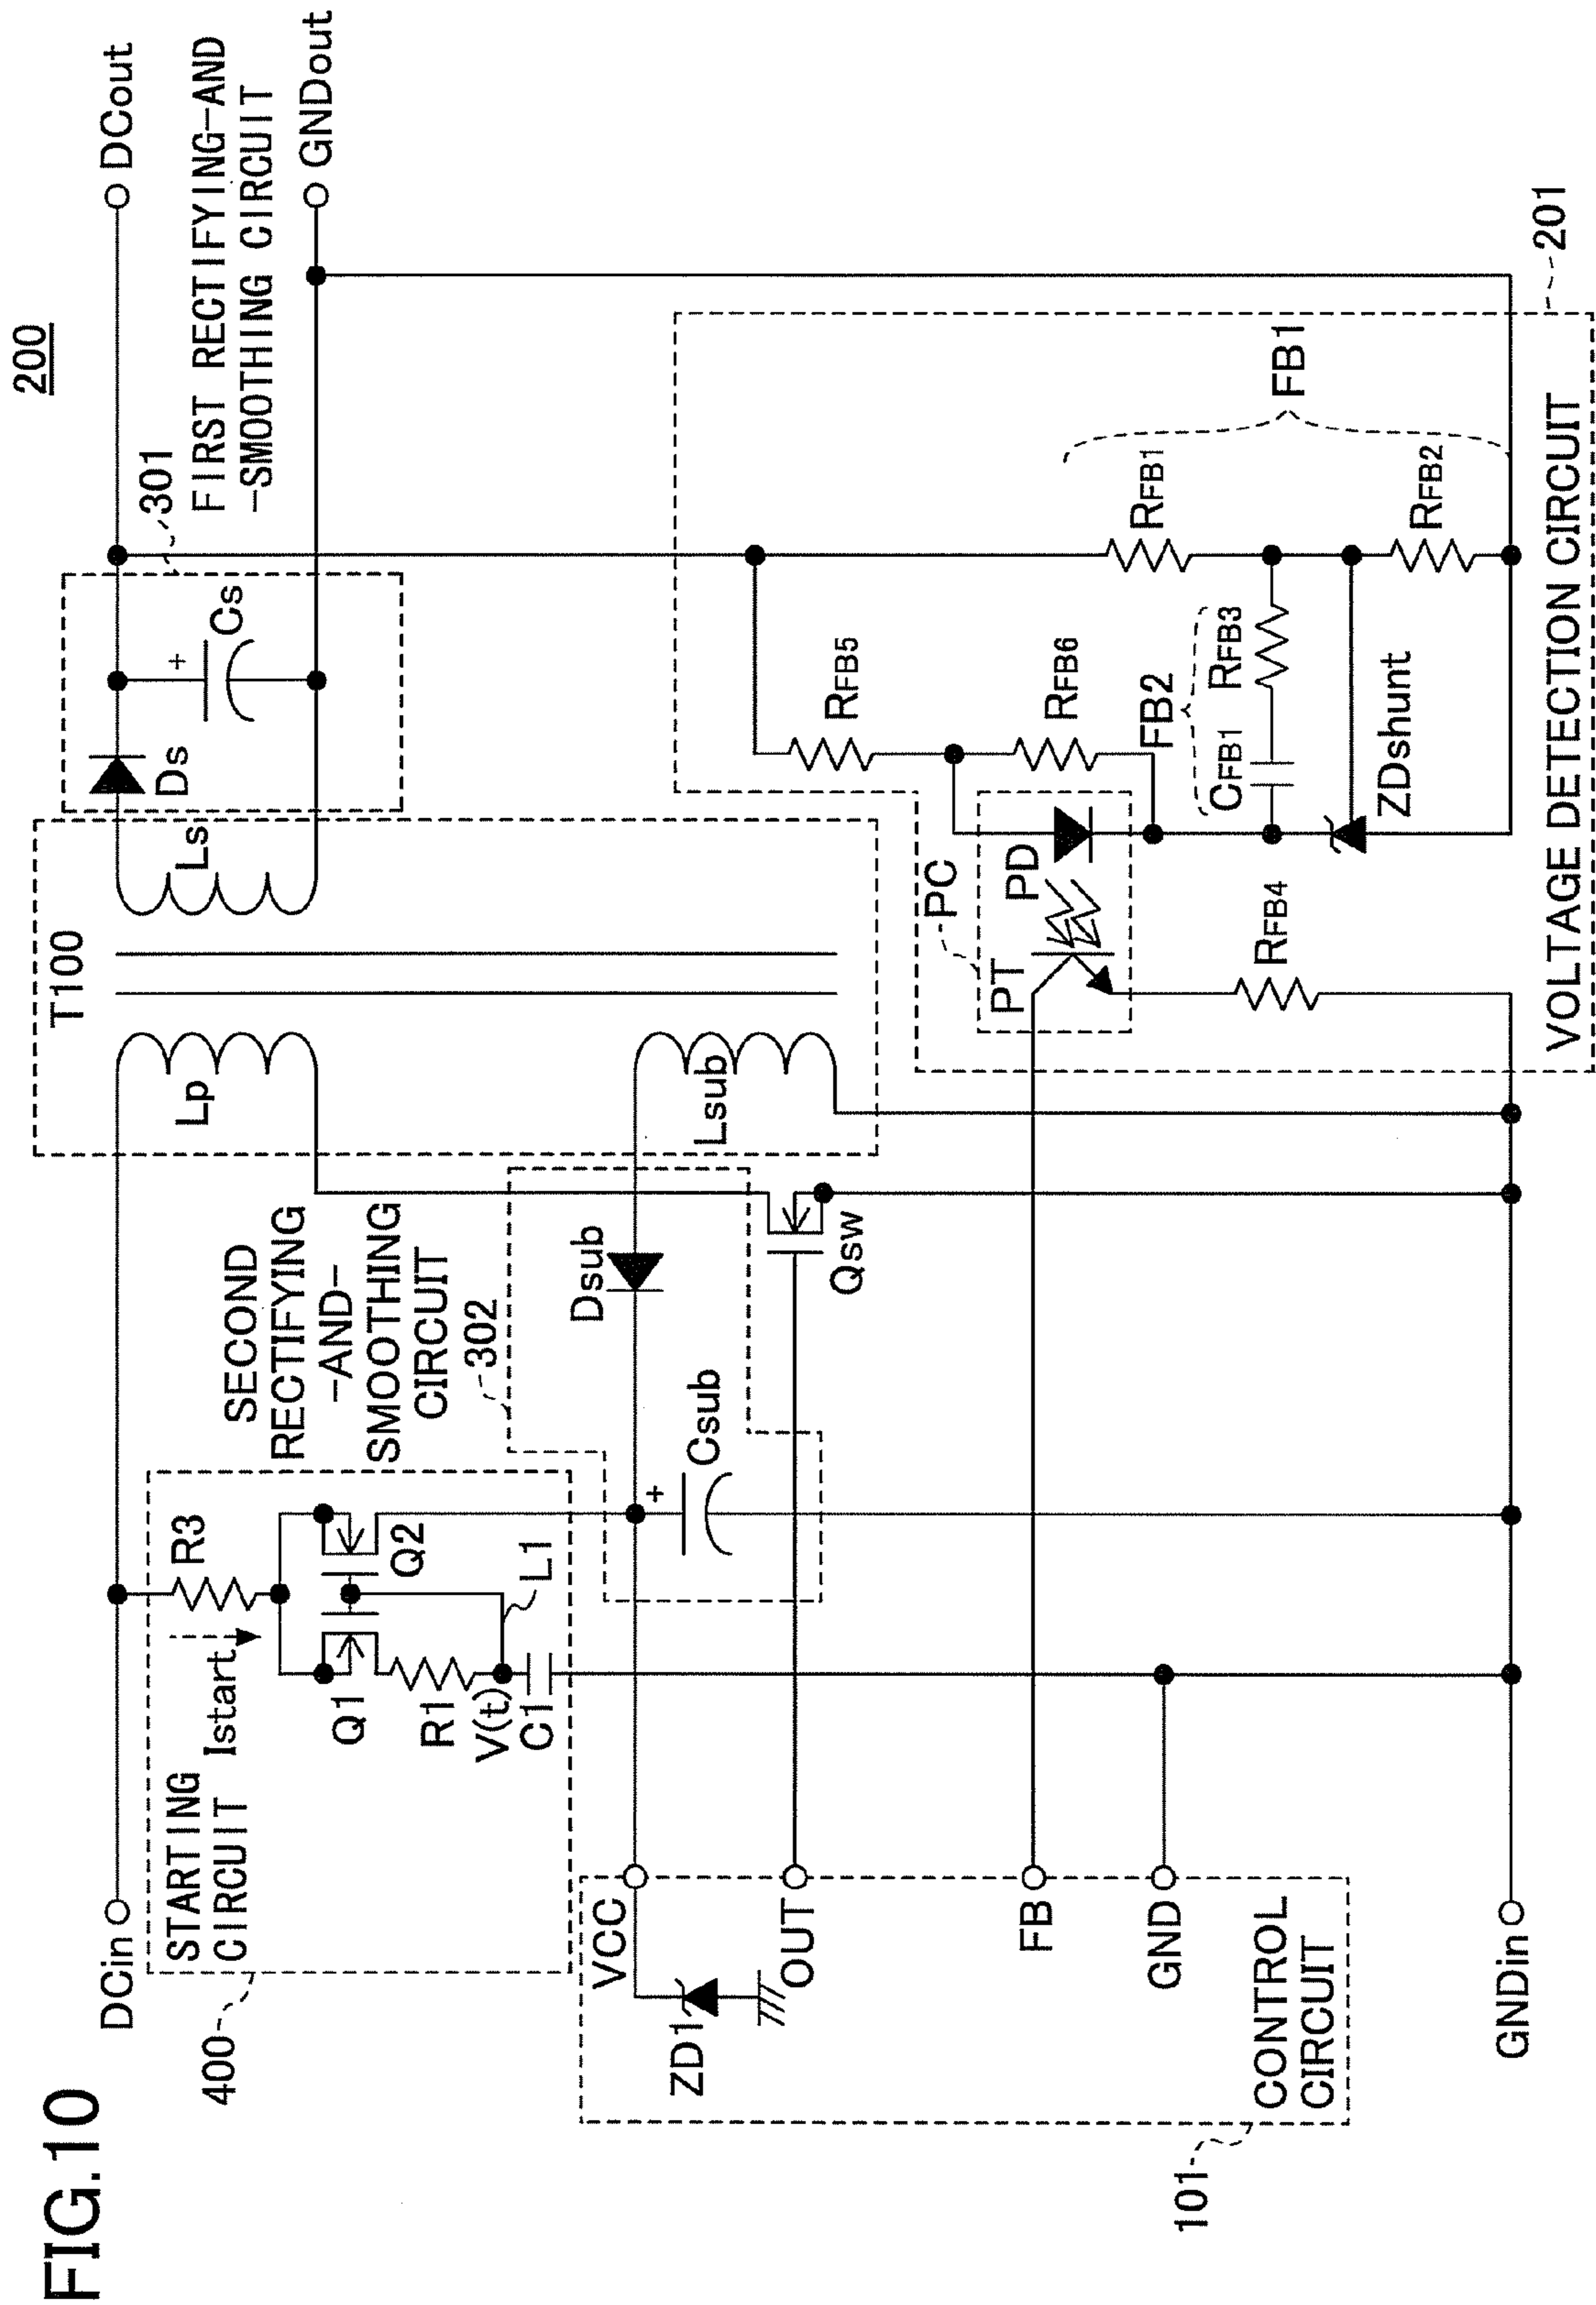 FIG.10
200
DCin
DCout
GNDout
400
STARTING
CIRCUIT
Istart
R3
Q1
Q2
R1
V(t)
C1
L1
SECOND
RECTIFYING
-AND-
SMOOTHING
CIRCUIT
302
Dsub
Csub
Qsw
T100
Lp
Ls
Lsub
Ds
Cs
301
FIRST RECTIFYING-AND
-SMOOTHING CIRCUIT
VCC
ZD1
OUT
FB
GND
CONTROL
CIRCUIT
101
GNDin
PC
PT
PD
RFB4
RFB5
RFB6
FB2
CFB1
RFB3
ZDshunt
RFB1
RFB2
FB1
VOLTAGE DETECTION CIRCUIT
201
+
+